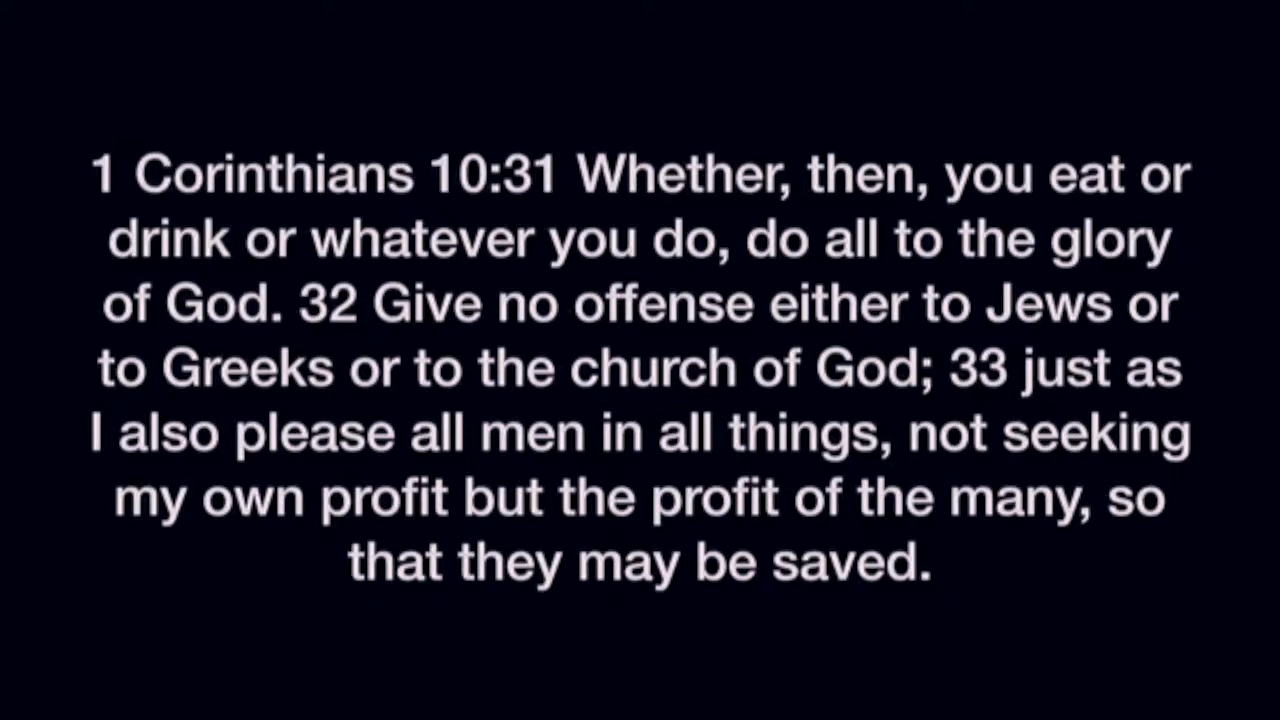 1 Corinthians 10:31 Whether, then, you eat or
drink or whatever you do, do all to the glory
of God. 32 Give no offense either to Jews or
to Greeks or to the church of God; 33 just as
I also please all men in all things, not seeking
my own profit but the profit of the many, so
that they may be saved.